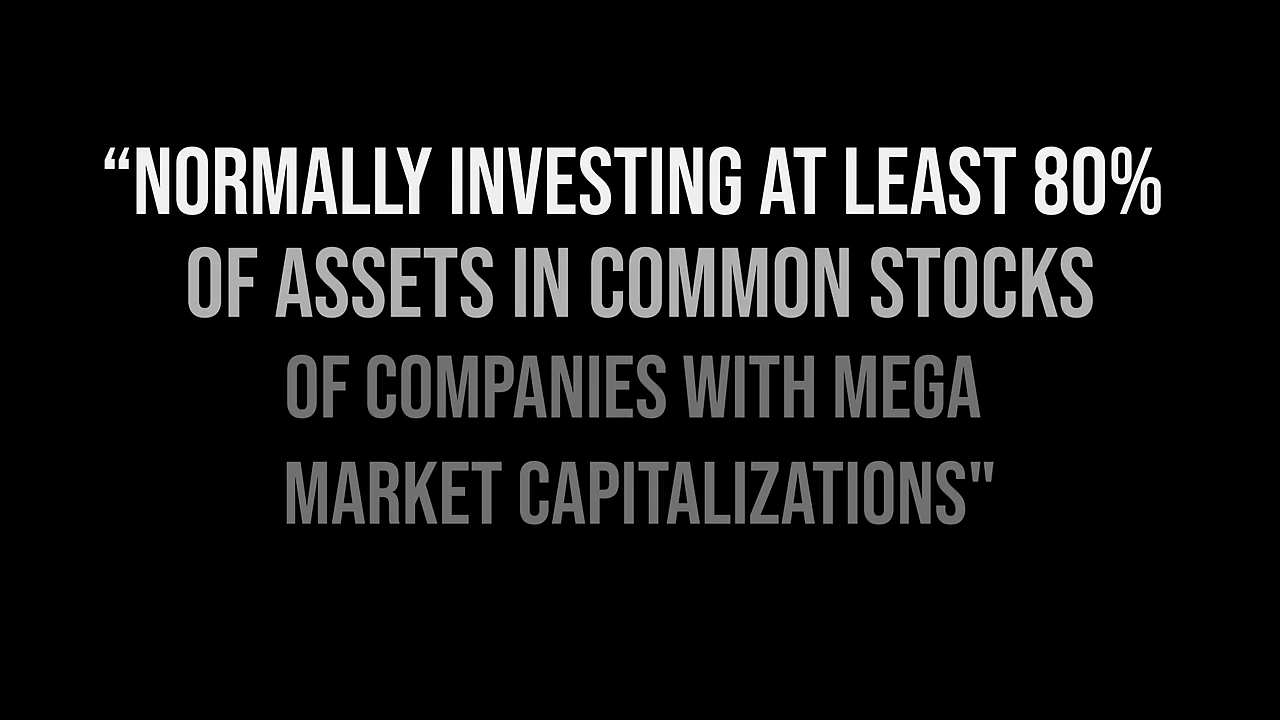 “NORMALLY INVESTING AT LEAST 80%
OF ASSETS IN COMMON STOCKS
OF COMPANIES WITH MEGA
MARKET CAPITALIZATIONS"